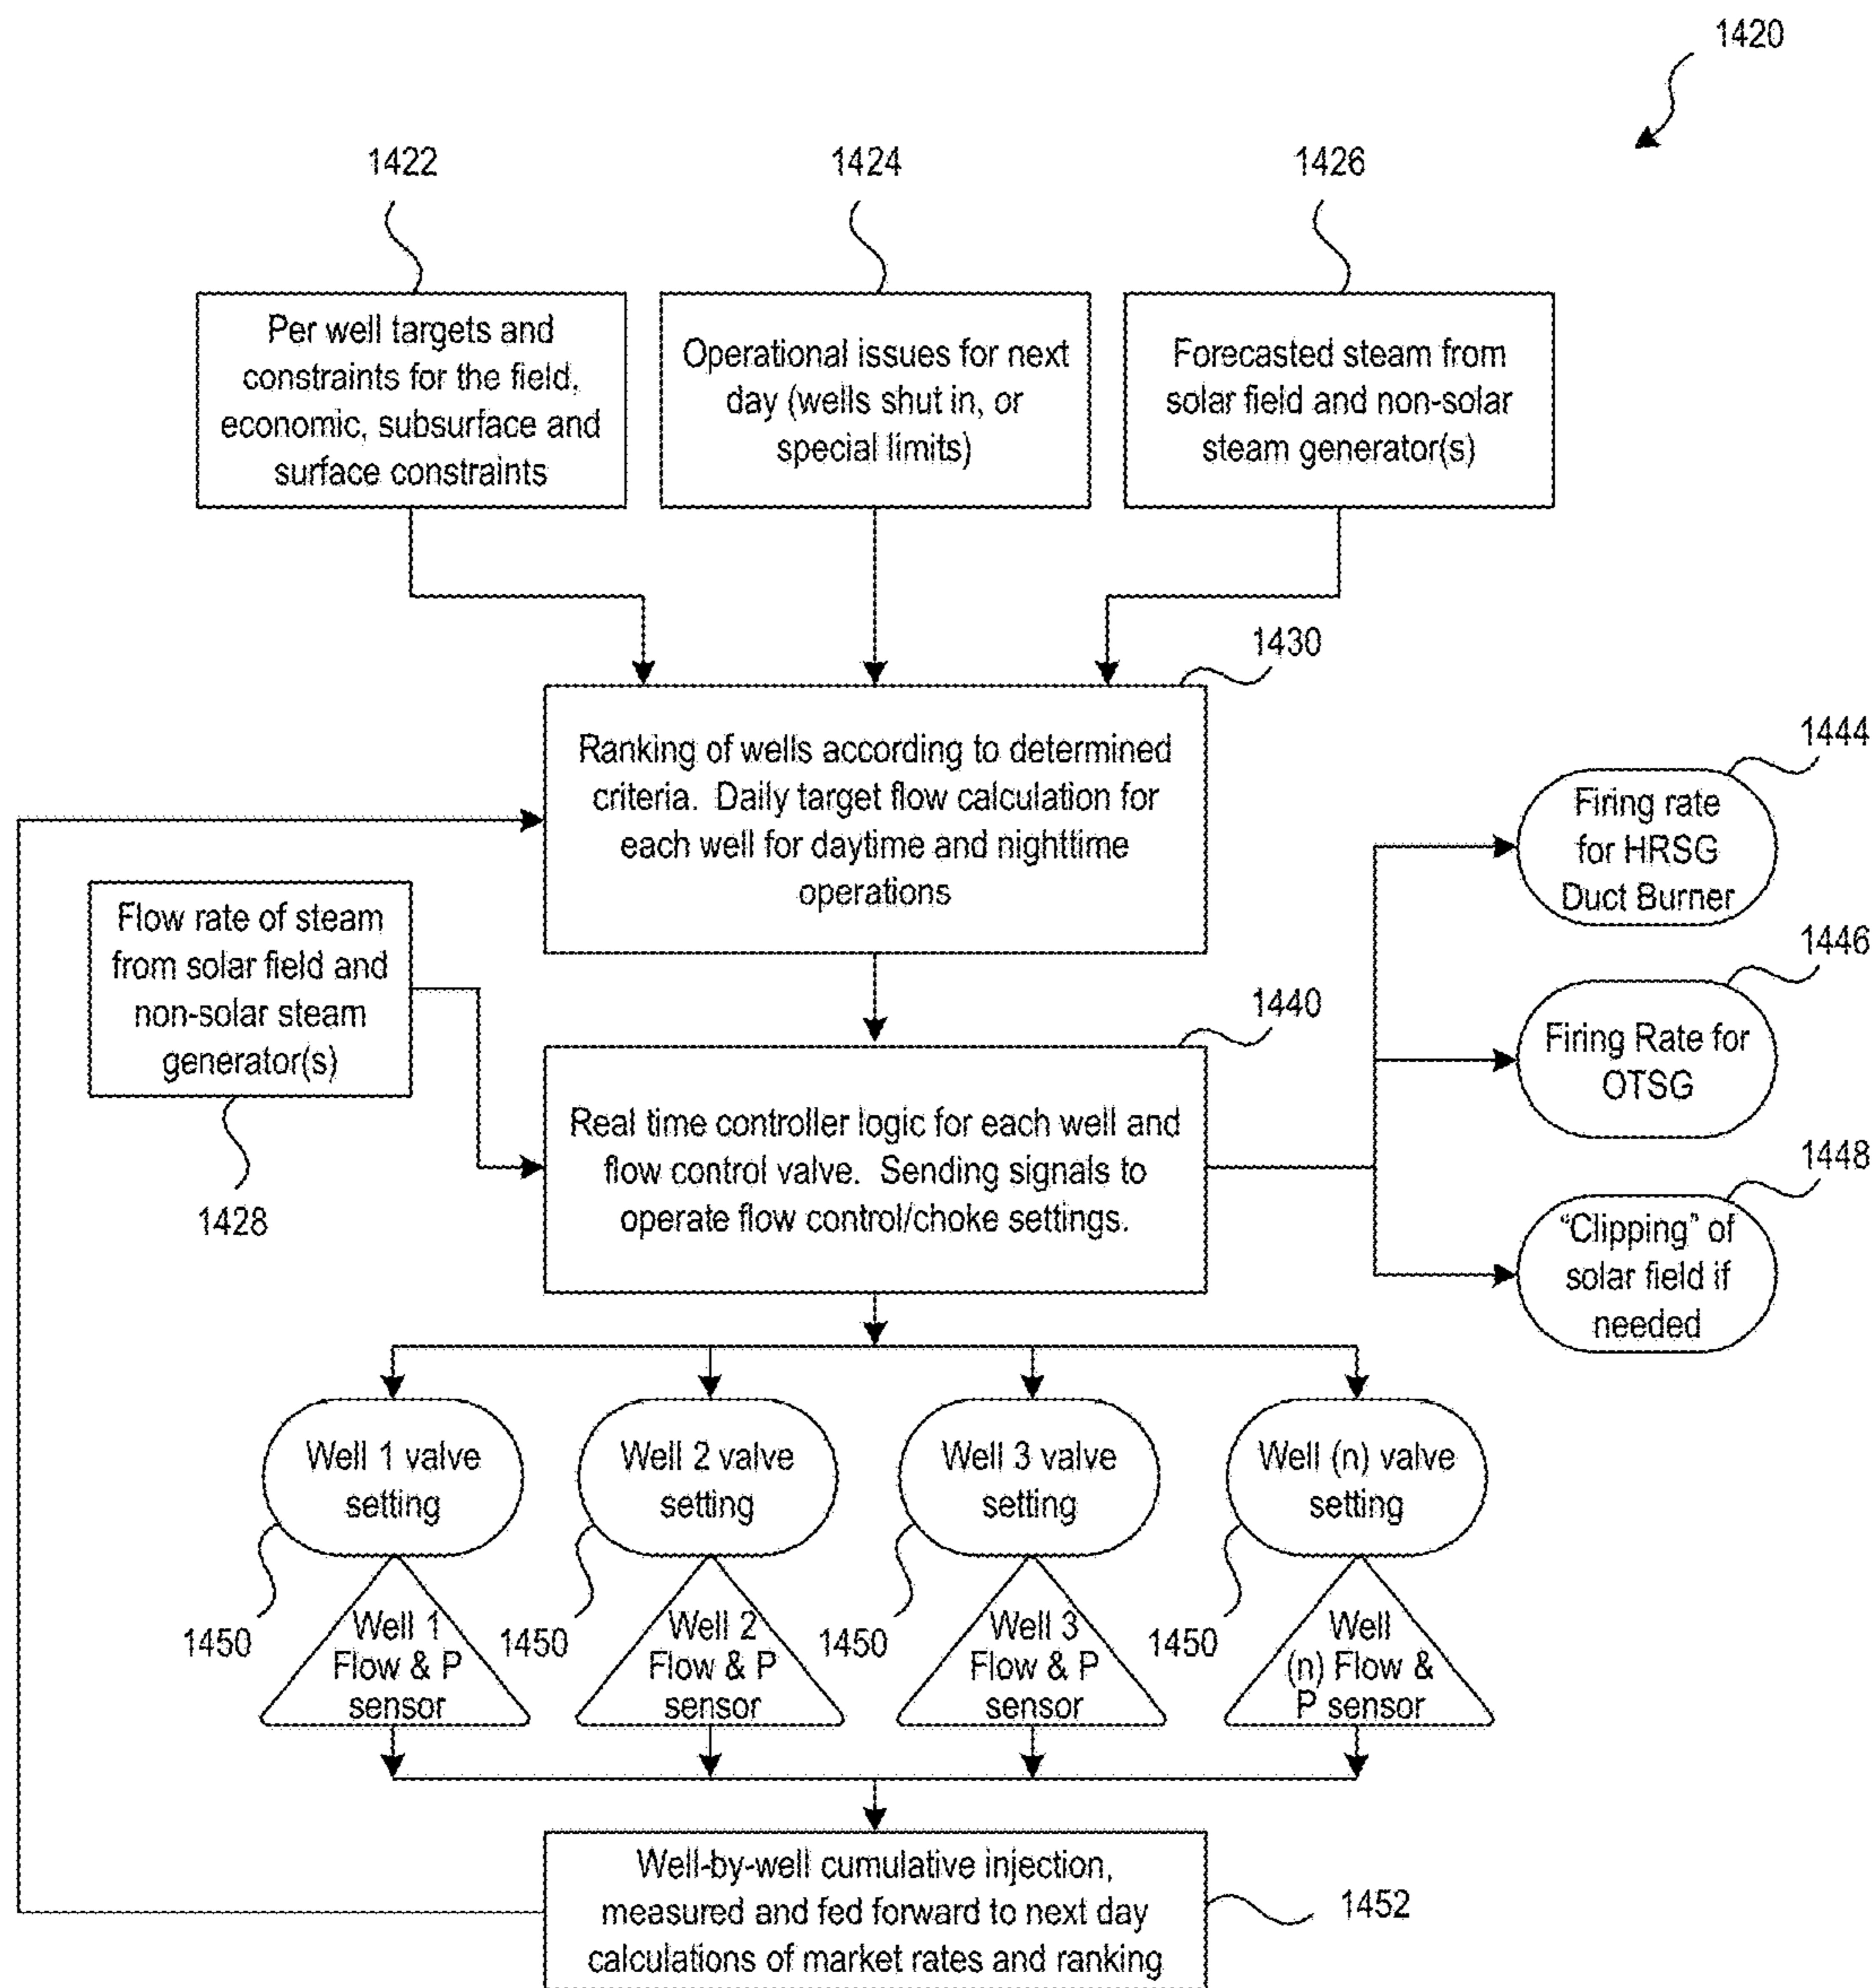 1420
1422
1424
1426
Per well targets and
constraints for the field,
economic, subsurface and
surface constraints
Operational issues for next
day (wells shut in, or
special limits)
Forecasted steam from
solar field and non-solar
steam generator(s)
1430
Ranking of wells according to determined
criteria. Daily target flow calculation for
each well for daytime and nighttime
operations
1444
Firing rate
for HRSG
Duct Burner
Flow rate of steam
from solar field and
non-solar steam
generator(s)
1428
1446
Firing Rate for
OTSG
1440
Real time controller logic for each well and
flow control valve. Sending signals to
operate flow control/choke settings.
1448
“Clipping” of
solar field if
needed
Well 1 valve
setting
Well 2 valve
setting
Well 3 valve
setting
Well (n) valve
setting
1450
1450
1450
1450
Well 1
Flow & P
sensor
Well 2
Flow & P
sensor
Well 3
Flow & P
sensor
Well
(n) Flow &
P sensor
Well-by-well cumulative injection,
measured and fed forward to next day
calculations of market rates and ranking
1452